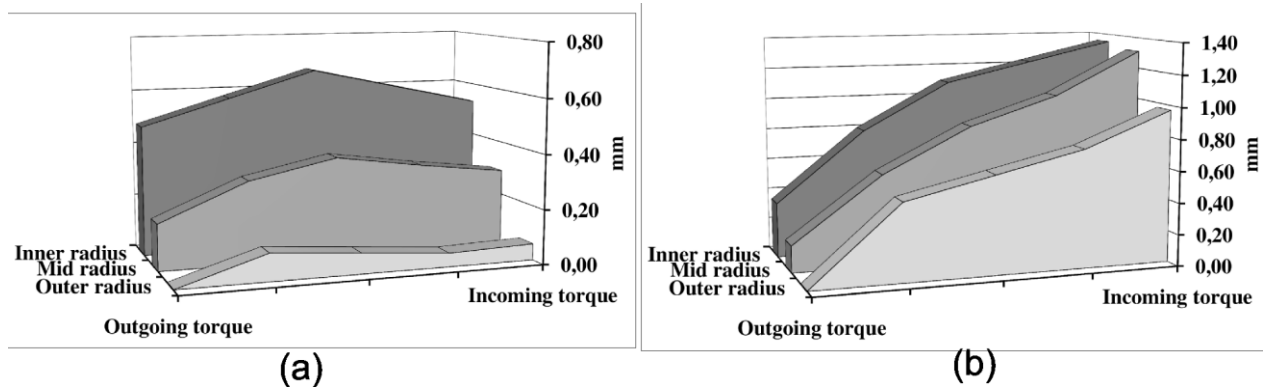 0,80
0,60
0,40
0,20
0,00
mm
Inner radius
Mid radius
Outer radius
Incoming torque
Outgoing torque
(a)
1,40
1,20
1,00
0,80
0,60
0,40
0,20
0,00
mm
Inner radius
Mid radius
Outer radius
Incoming torque
Outgoing torque
(b)